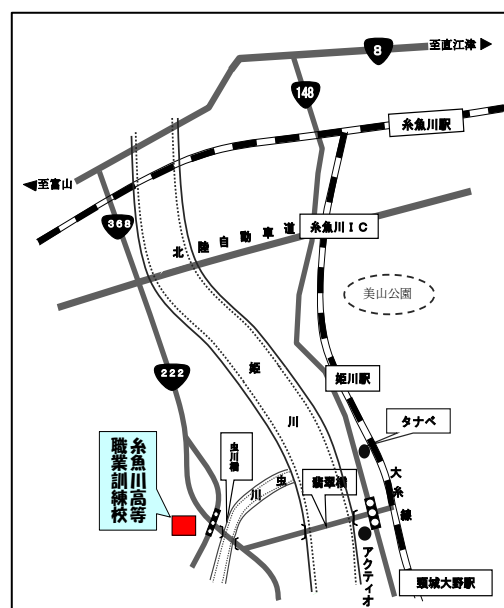 至直江津
8
148
糸魚川駅
至富山
368
糸魚川IC
北陸自動車道
美山公園
222
姫川
姫川駅
タナベ
虫川橋
糸魚川高等
職業訓練校
虫川
翡翠橋
大糸線
アクティオ
頸城大野駅